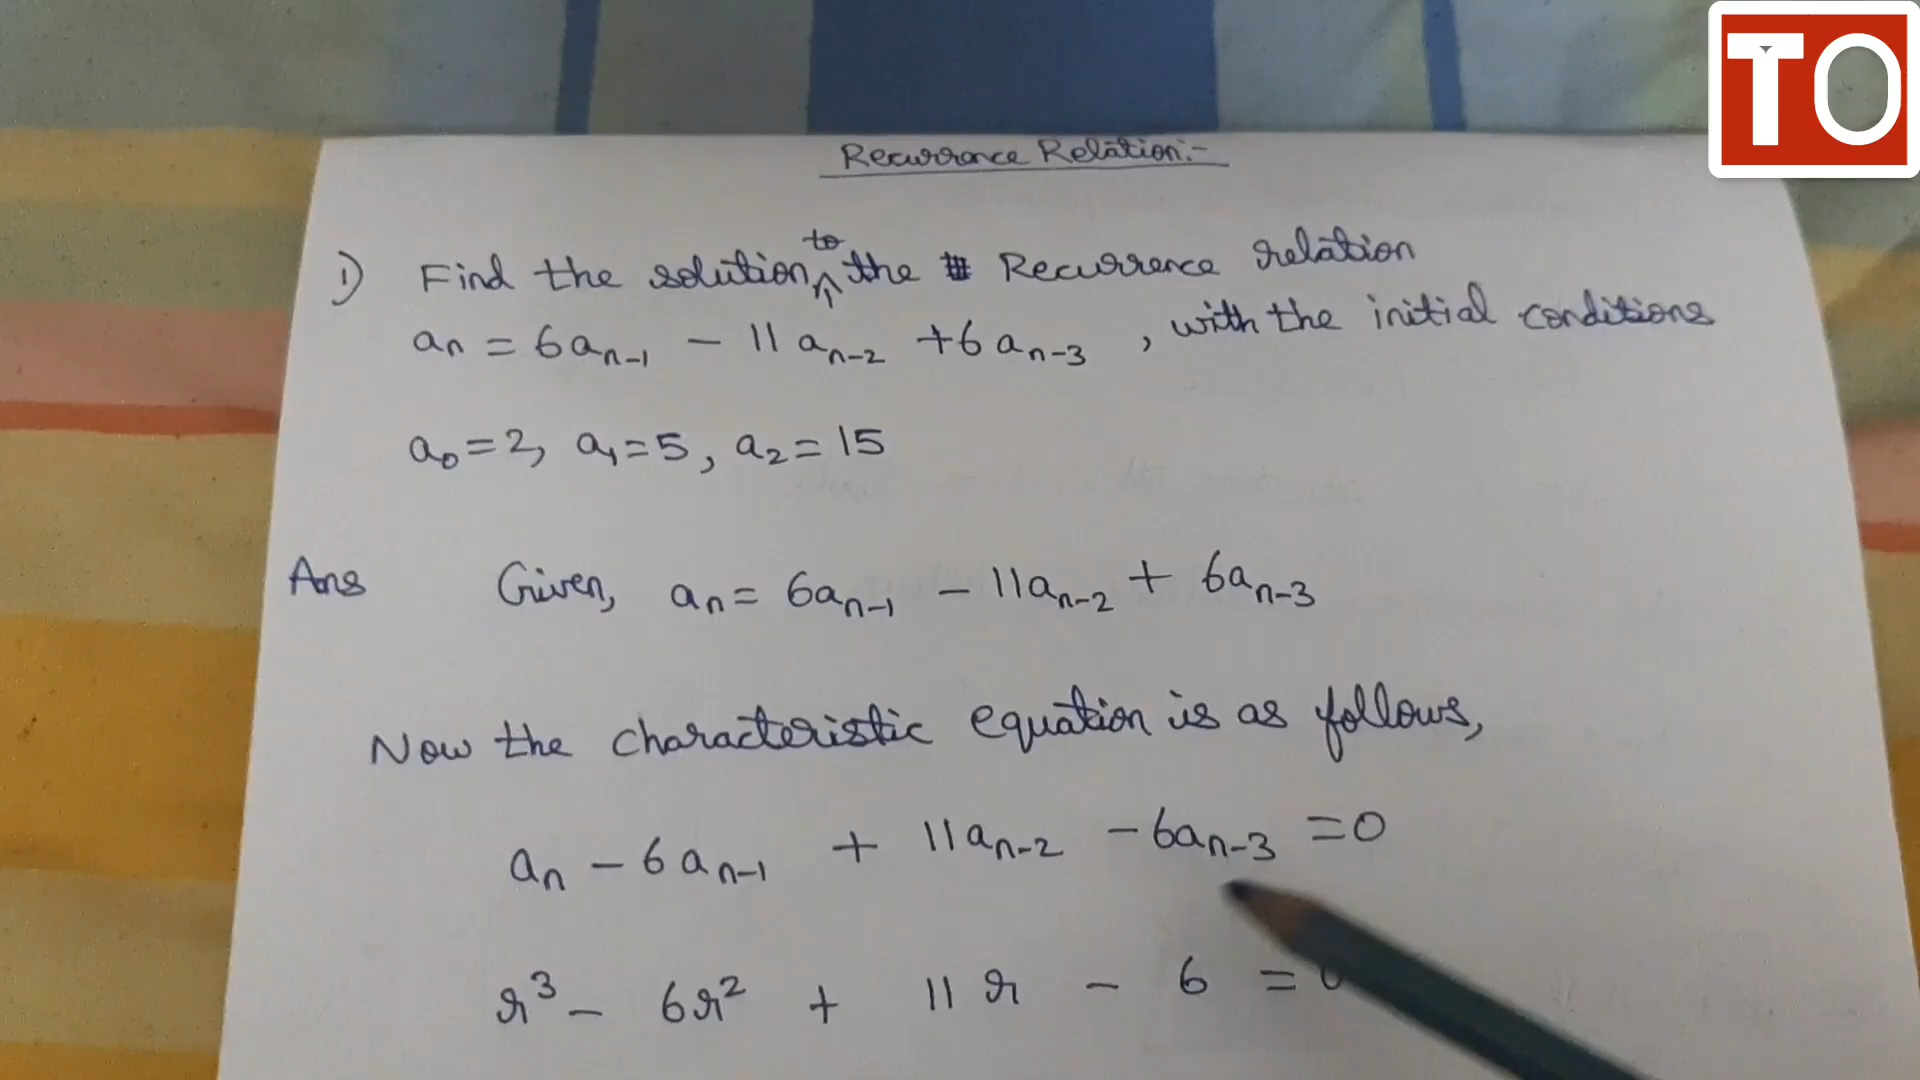 TO
Recurrence Relation:-
1) Find the solution to the Recurrence relation
aₙ = 6aₙ₋₁ - 11aₙ₋₂ + 6aₙ₋₃ , with the initial conditions
a₀ = 2, a₁ = 5, a₂ = 15
Ans Given, aₙ = 6aₙ₋₁ - 11aₙ₋₂ + 6aₙ₋₃
Now the characteristic equation is as follows,
aₙ - 6aₙ₋₁ + 11aₙ₋₂ - 6aₙ₋₃ = 0
r³ - 6r² + 11r - 6 = 0